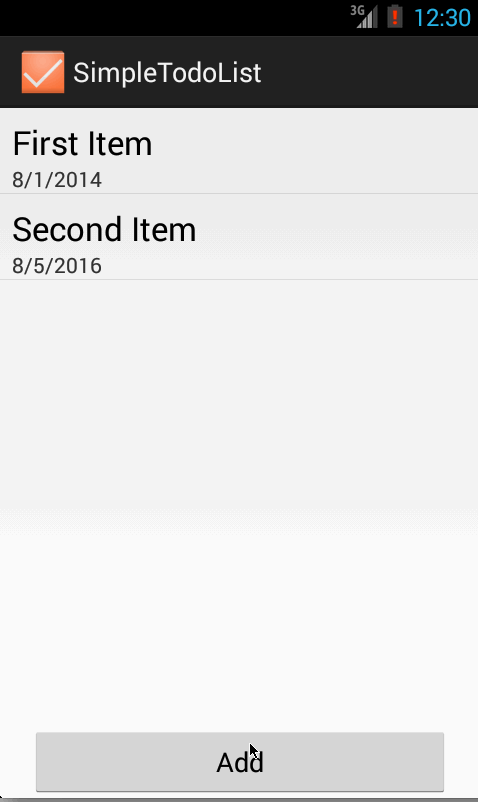 3G
12:30
SimpleTodoList
First Item
8/1/2014
Second Item
8/5/2016
Add